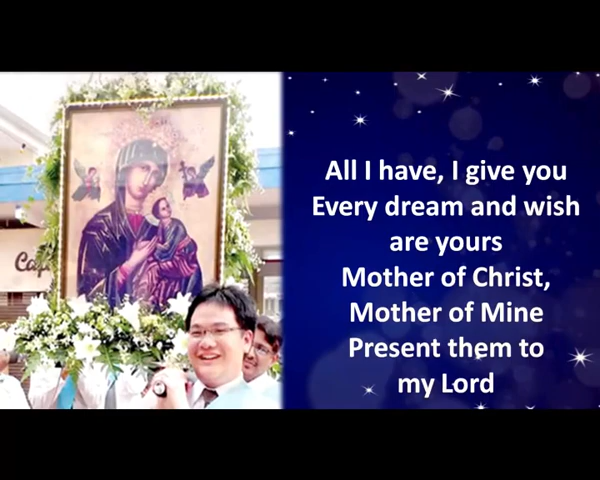 All I have, I give you
Every dream and wish
are yours
Mother of Christ,
Mother of Mine
Present them to
my Lord